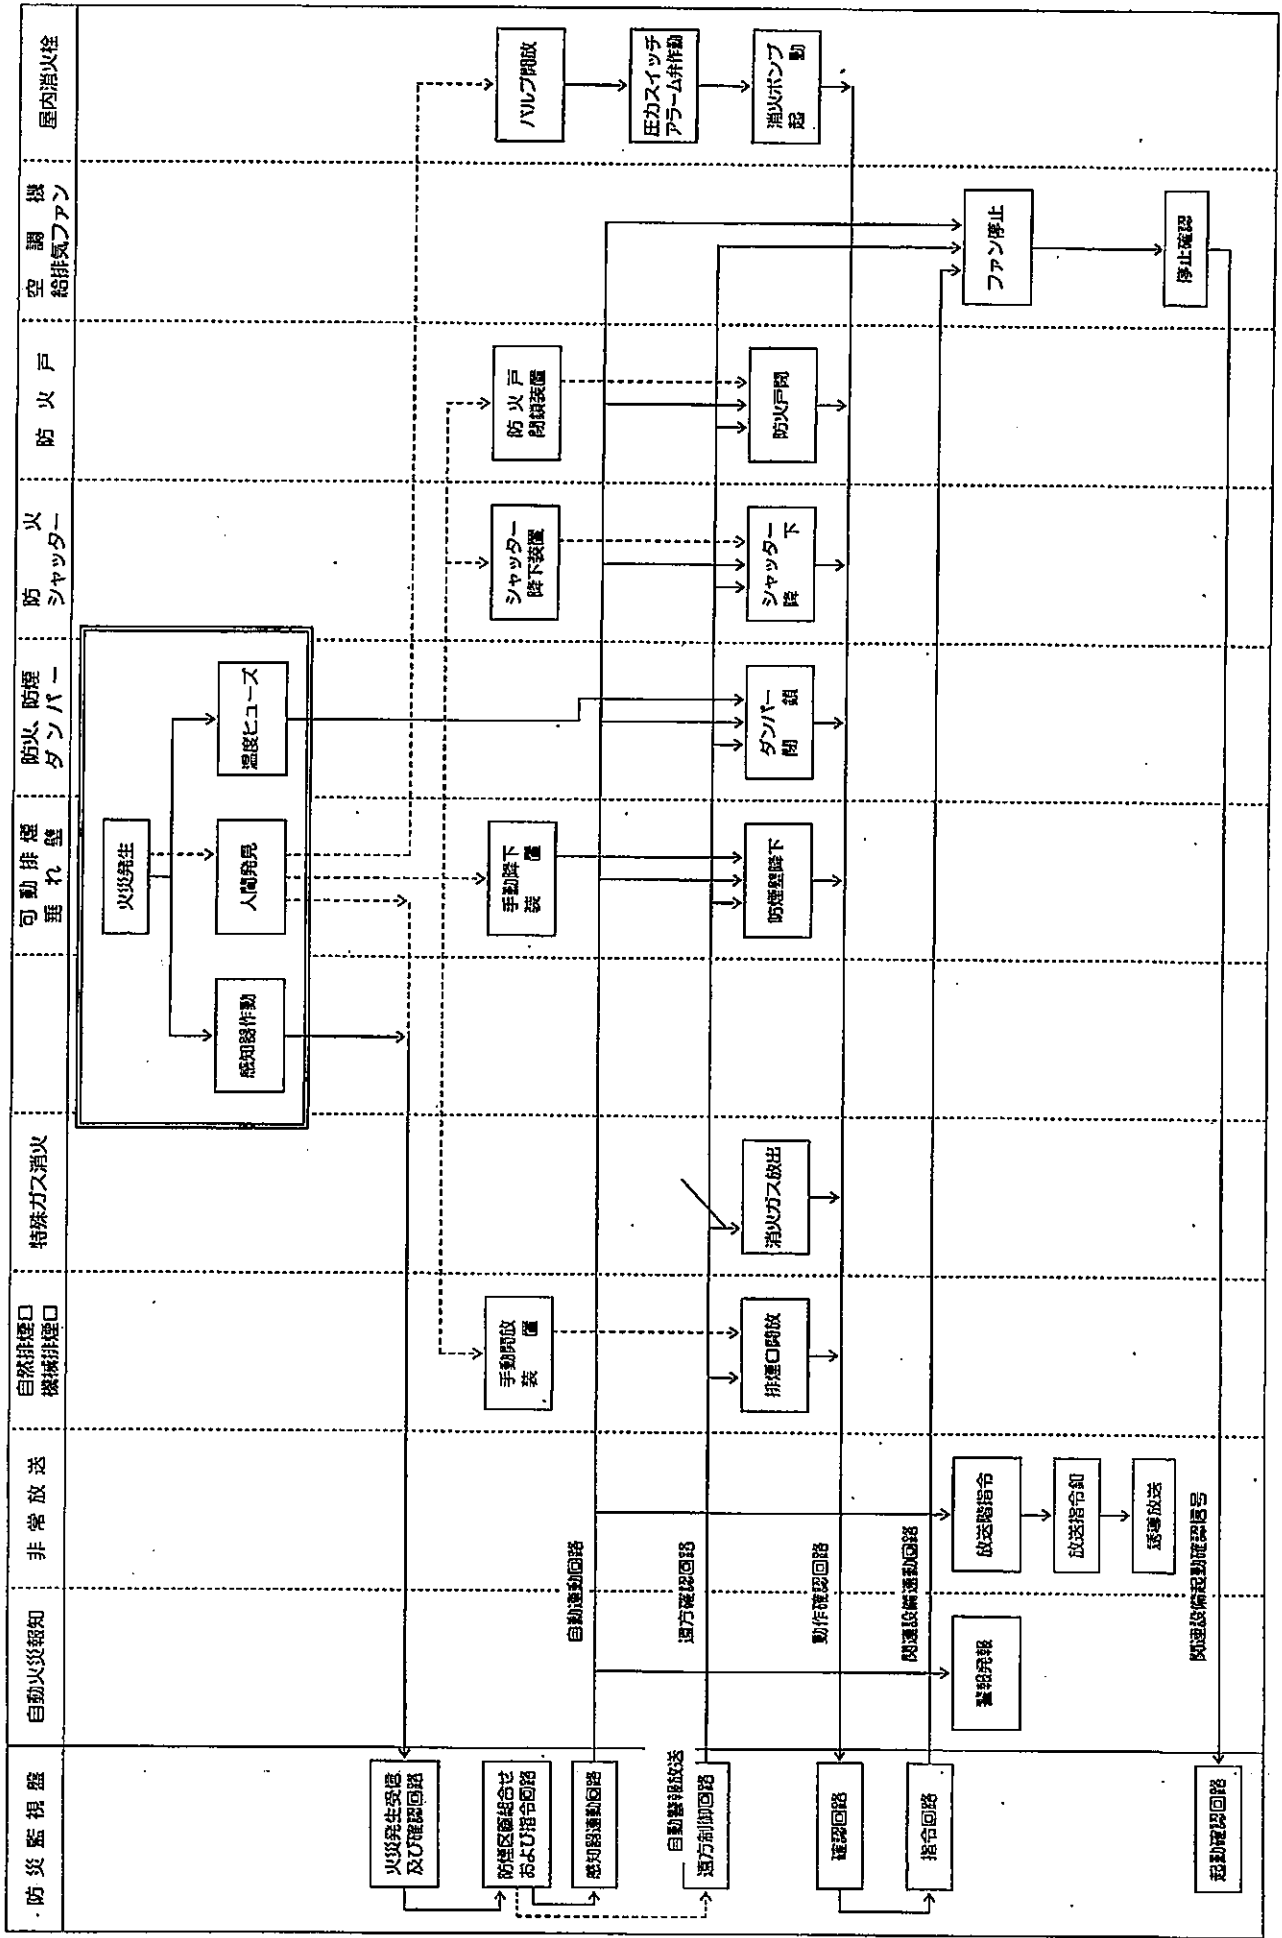 防災監視盤
自動火災報知
非常放送
自然排煙口
機械排煙口
特殊ガス消火
可動排煙
垂れ壁
防火、防煙
ダンパー
防火
シャッター
防火戸
空調機
給排気ファン
屋内消火栓
火災発生
感知器作動
人間発見
温度ヒューズ
火災発生受信
及び確認回路
防煙区画組合せ
および指令回路
手動開放
装置
手動降下
装置
シャッター
降下装置
防火戸
閉鎖装置
バルブ開放
感知器連動回路
自動連動回路
圧力スイッチ
アラーム弁作動
自動警報放送
遠方制御回路
遠方確認回路
排煙口開放
消火ガス放出
防煙壁降下
ダンパー
閉鎖
シャッター
降下
防火戸閉
消火ポンプ
起動
確認回路
動作確認回路
指令回路
関連設備連動回路
警報発報
放送階指令
放送指令卸
誘導放送
ファン停止
停止確認
起動確認回路
関連設備起動確認信号